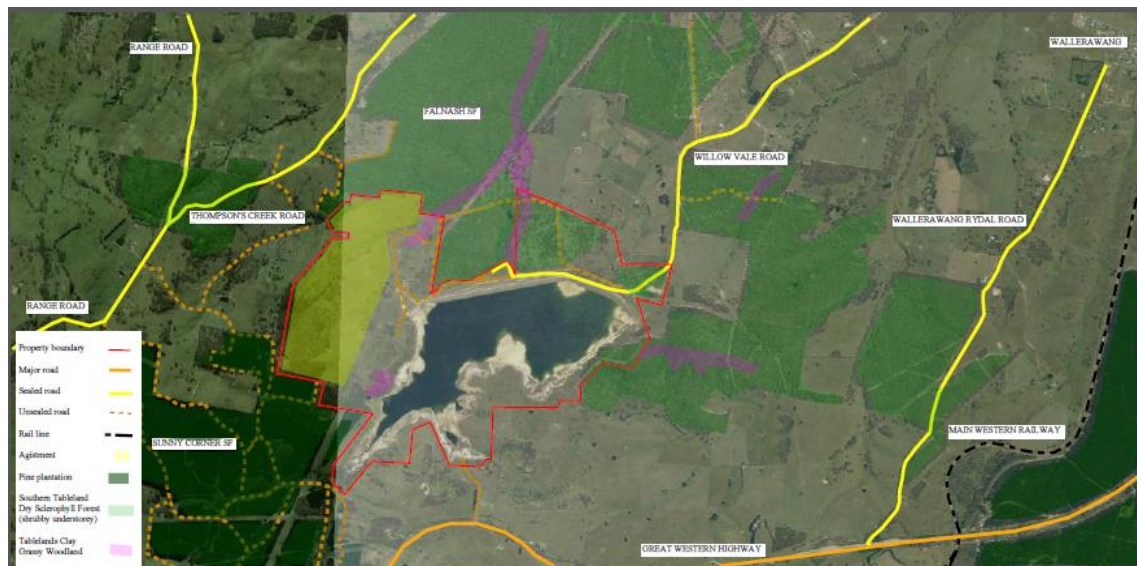 RANGE ROAD
WALLERAWANG
FALNASH SF
WILLOW VALE ROAD
THOMPSON'S CREEK ROAD
WALLERAWANG RYDAL ROAD
RANGE ROAD
Property boundary
Major road
Sealed road
Unsealed road
Rail line
Agistment
Pine plantation
Southern Tableland
Dry Sclerophyll Forest
(shrubby understorey)
Tablelands Clay
Grassy Woodland
SUNNY CORNER SF
MAIN WESTERN RAILWAY
GREAT WESTERN HIGHWAY